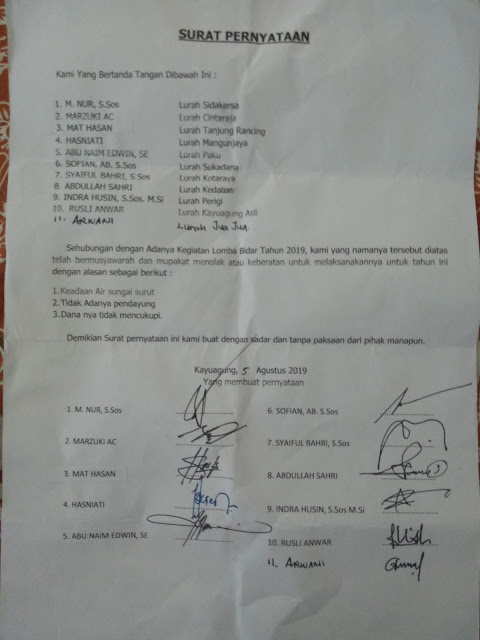 SURAT PERNYATAAN
Kami Yang Bertanda Tangan Dibawah Ini :
1. M. NUR, S.Sos Lurah Sidakersa
2. MARZUKI AC Lurah Cintaraja
3. MAT HASAN Lurah Tanjung Rancing
4. HASNIATI Lurah Mangunjaya
5. ABU NAIM EDWIN, SE Lurah Paku
6. SOFIAN, AB. S.Sos Lurah Sukadana
7. SYAIFUL BAHRI, S.Sos Lurah Kotaraya
8. ABDULLAH SAHRI Lurah Kedaton
9. INDRA HUSIN, S.Sos. M.Si Lurah Perigi
10. RUSLI ANWAR Lurah Kayuagung Asli
11. ARWANI Lurah Jua Jua.
Sehubungan dengan Adanya Kegiatan Lomba Bidar Tahun 2019, kami yang namanya tersebut diatas
telah bermusyawarah dan mupakat menolak atau keberatan untuk melaksanakannya untuk tahun ini
dengan alasan sebagai berikut :
1. Keadaan Air sungai surut
2. Tidak Adanya pendayung
3. Dana nya tidak mencukupi.
Demikian Surat pernyataan ini kami buat dengan sadar dan tanpa paksaan dari pihak manapun.
Kayuagung, 5 Agustus 2019
Yang membuat pernyataan
1. M. NUR, S.Sos
2. MARZUKI AC
3. MAT HASAN
4. HASNIATI
5. ABU NAIM EDWIN, SE
6. SOFIAN, AB. S.Sos
7. SYAIFUL BAHRI, S.Sos
8. ABDULLAH SAHRI
9. INDRA HUSIN, S.Sos M.Si
10. RUSLI ANWAR
11. ARWANI